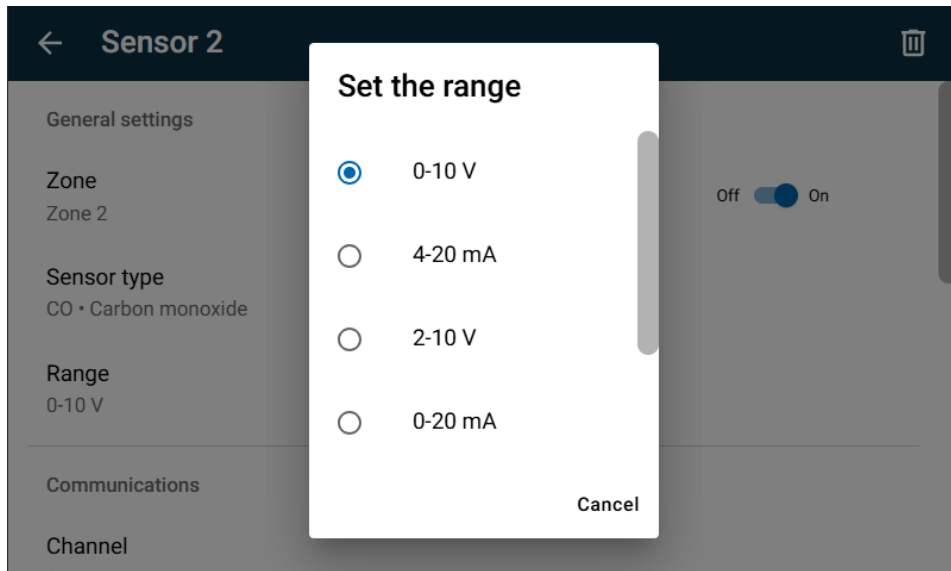 Sensor 2
General settings
Zone
Zone 2
Off On
Sensor type
CO • Carbon monoxide
Range
0-10 V
Communications
Channel
Set the range
0-10 V
4-20 mA
2-10 V
0-20 mA
Cancel